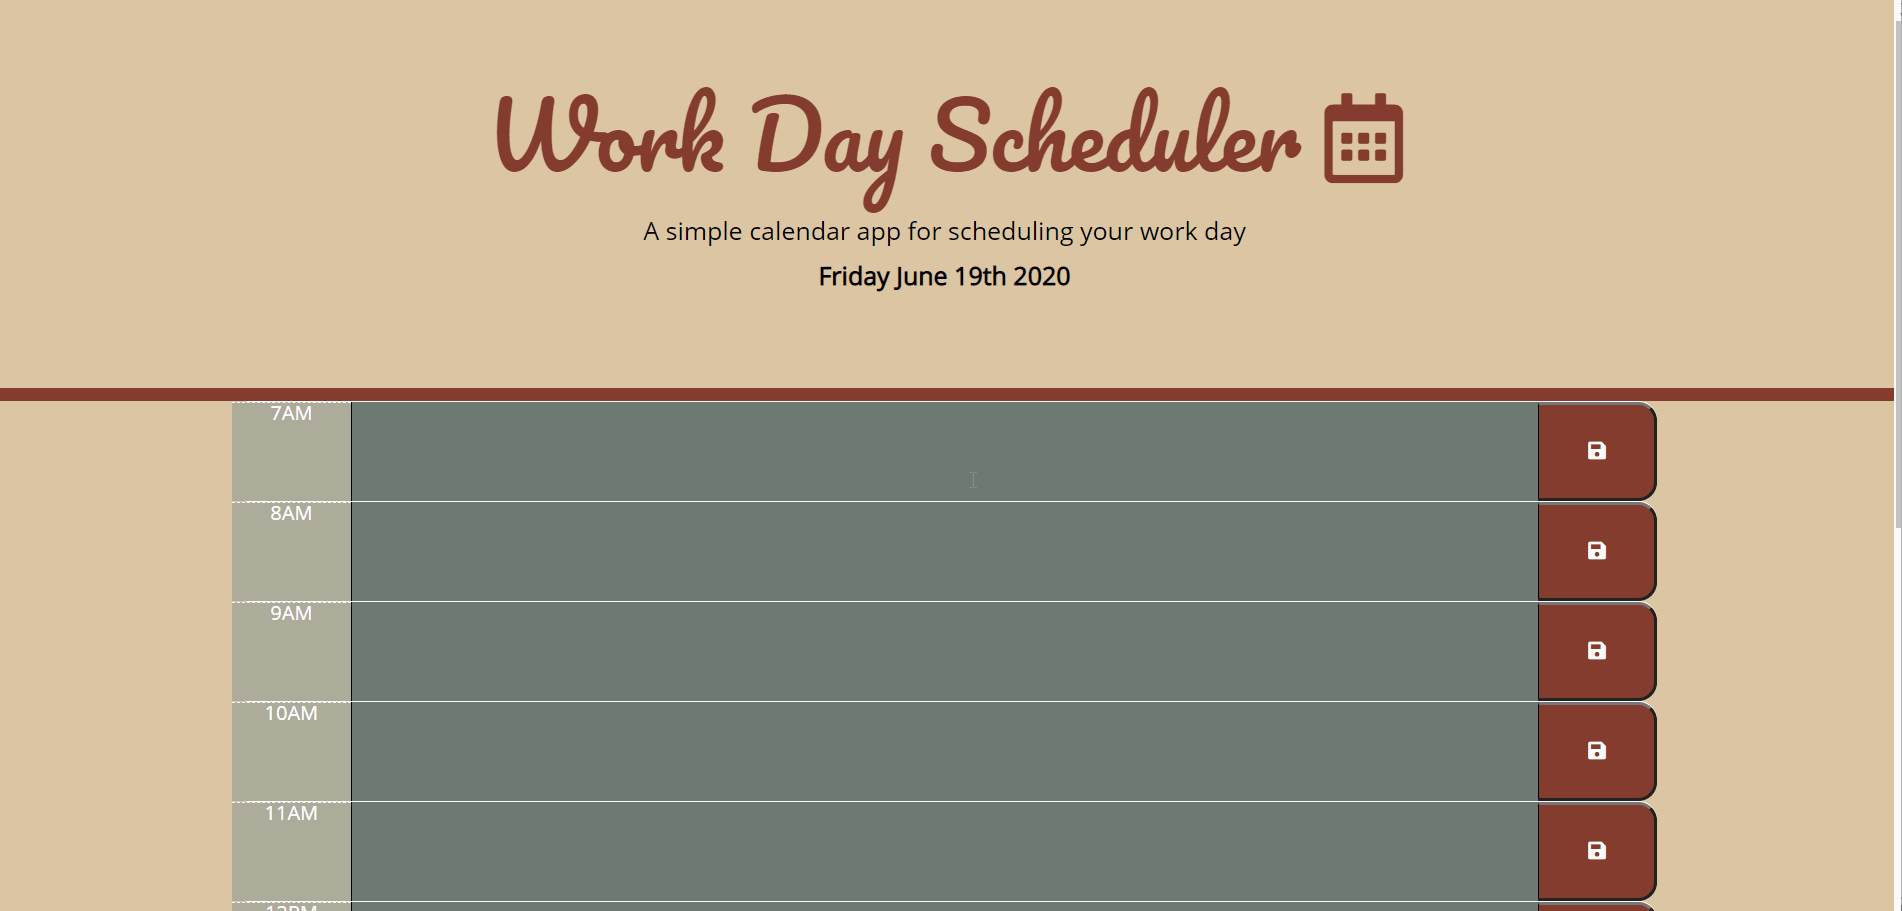 Work Day Scheduler
A simple calendar app for scheduling your work day
Friday June 19th 2020
7AM
8AM
9AM
10AM
11AM
12PM